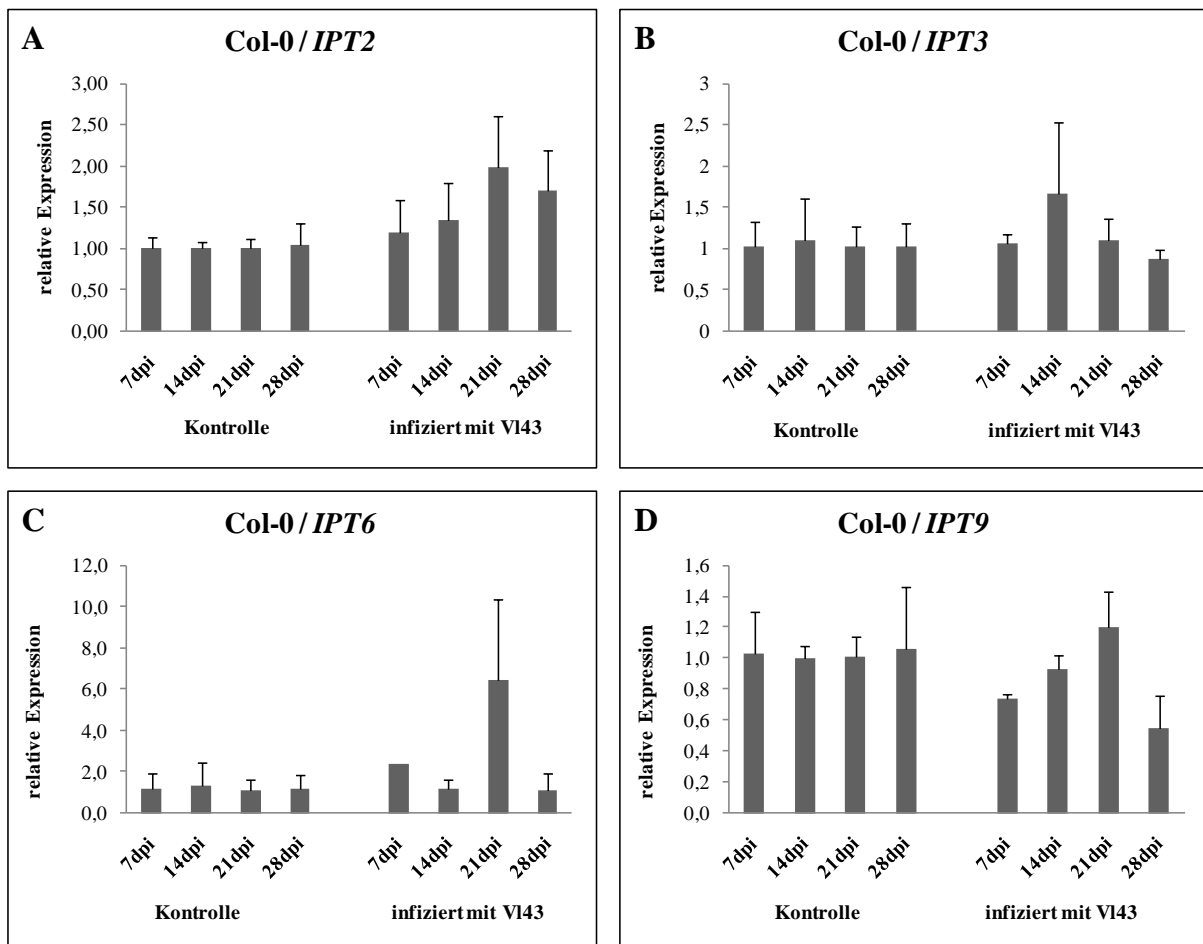 A
Col-0 / IPT2
relative Expression
3,00
2,50
2,00
1,50
1,00
0,50
0,00
7dpi
14dpi
21dpi
28dpi
7dpi
14dpi
21dpi
28dpi
Kontrolle
infiziert mit Vl43
B
Col-0 / IPT3
relative Expression
3
2,5
2
1,5
1
0,5
0
7dpi
14dpi
21dpi
28dpi
7dpi
14dpi
21dpi
28dpi
Kontrolle
infiziert mit Vl43
C
Col-0 / IPT6
relative Expression
12,0
10,0
8,0
6,0
4,0
2,0
0,0
7dpi
14dpi
21dpi
28dpi
7dpi
14dpi
21dpi
28dpi
Kontrolle
infiziert mit Vl43
D
Col-0 / IPT9
relative Expression
1,6
1,4
1,2
1,0
0,8
0,6
0,4
0,2
0,0
7dpi
14dpi
21dpi
28dpi
7dpi
14dpi
21dpi
28dpi
Kontrolle
infiziert mit Vl43